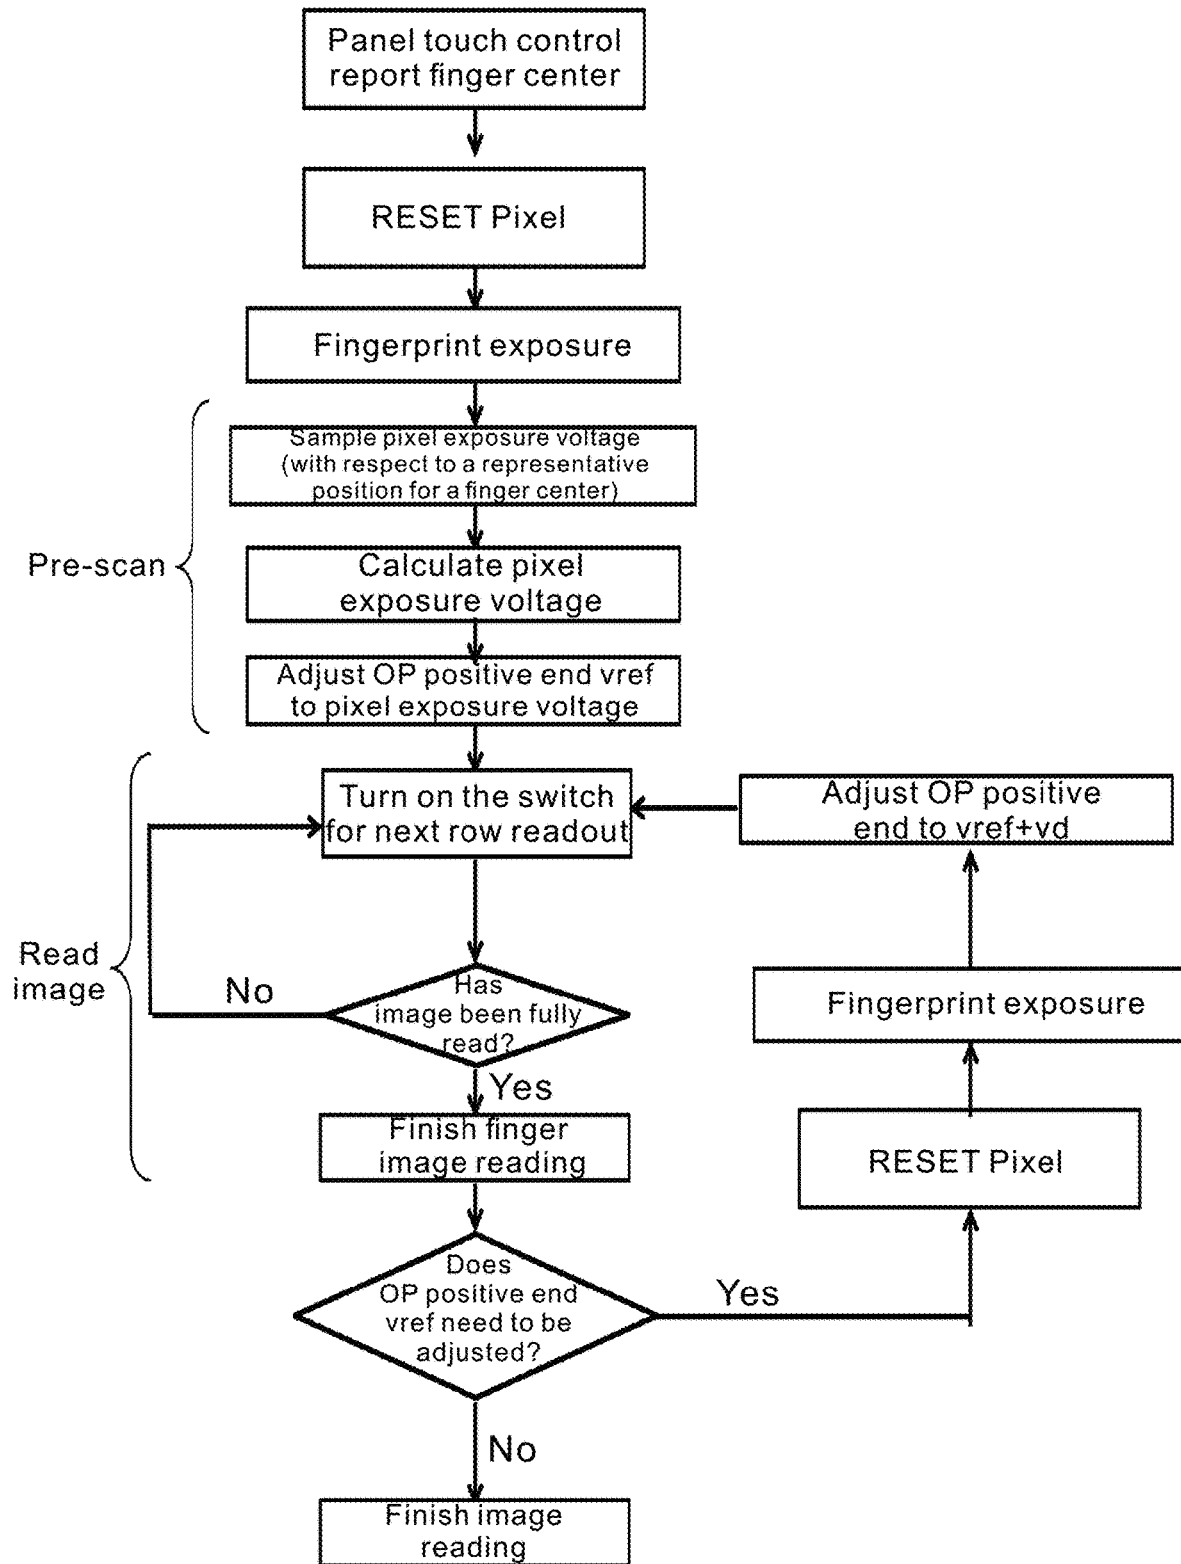 Panel touch control
report finger center
RESET Pixel
Fingerprint exposure
Sample pixel exposure voltage
(with respect to a representative
position for a finger center)
Pre-scan
Calculate pixel
exposure voltage
Adjust OP positive end vref
to pixel exposure voltage
Turn on the switch
for next row readout
Adjust OP positive
end to vref+vd
Read
image
No
Has
image been fully
read?
Fingerprint exposure
Yes
Finish finger
image reading
RESET Pixel
Does
OP positive end
vref need to be
adjusted?
Yes
No
Finish image
reading